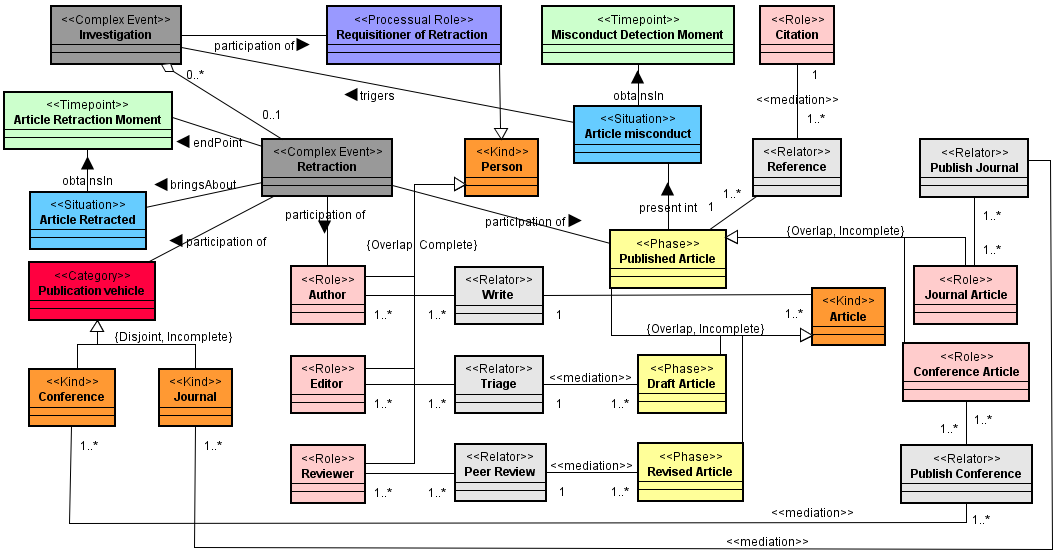 <<Complex Event>>
Investigation
<<Processual Role>>
Requisitioner of Retraction
<<Timepoint>>
Misconduct Detection Moment
<<Role>>
Citation
participation of
0..*
1
trigers
obtainsIn
<<mediation>>
1..*
<<Timepoint>>
Article Retraction Moment
0..1
<<Situation>>
Article misconduct
endPoint
<<Complex Event>>
Retraction
<<Kind>>
Person
<<Relator>>
Reference
<<Relator>>
Publish Journal
obtainsIn
bringsAbout
<<Situation>>
Article Retracted
participation of
participation of
present int
1
1..*
1..*
participation of
{Overlap, Complete}
<<Phase>>
Published Article
{Overlap, Incomplete}
1..*
<<Category>>
Publication vehicle
<<Role>>
Author
<<Relator>>
Write
<<Kind>>
Article
<<Role>>
Journal Article
1..*
1..*
1
1..*
{Disjoint, Incomplete}
{Overlap, Incomplete}
<<Kind>>
Conference
<<Kind>>
Journal
<<Role>>
Editor
<<Relator>>
Triage
<<mediation>>
<<Phase>>
Draft Article
<<Role>>
Conference Article
1..*
1..*
1
1..*
1..*
1..*
1..*
1..*
<<Role>>
Reviewer
<<Relator>>
Peer Review
<<mediation>>
<<Phase>>
Revised Article
<<Relator>>
Publish Conference
1..*
1..*
1
1..*
<<mediation>>
1..*
<<mediation>>